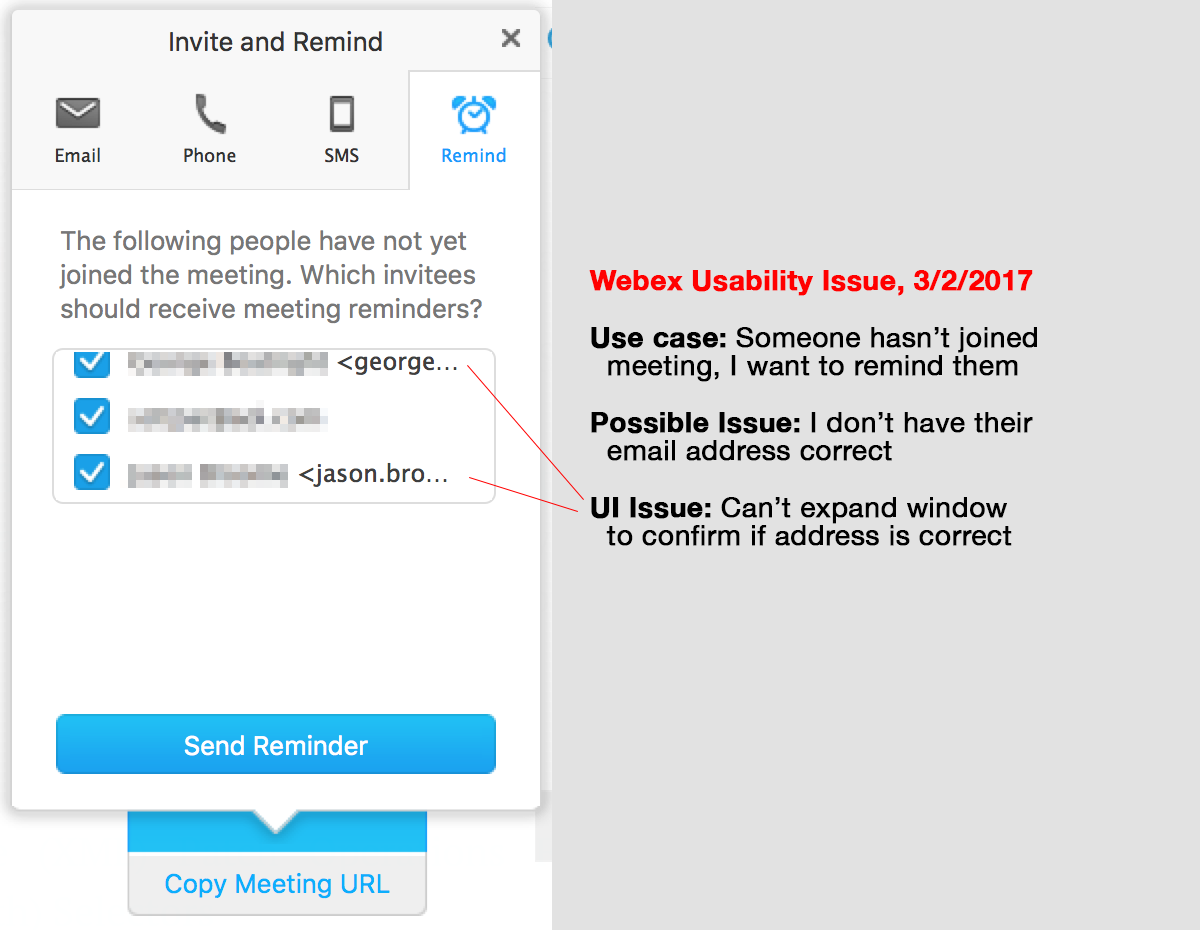 Invite and Remind
Email
Phone
SMS
Remind
The following people have not yet
joined the meeting. Which invitees
should receive meeting reminders?
<george...
<jason.bro...
Send Reminder
Copy Meeting URL
Webex Usability Issue, 3/2/2017
Use case: Someone hasn’t joined
meeting, I want to remind them
Possible Issue: I don’t have their
email address correct
UI Issue: Can’t expand window
to confirm if address is correct